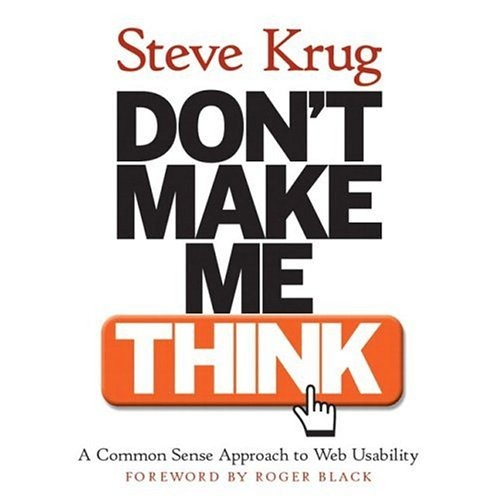 Steve Krug
DON'T
MAKE
ME
THINK
A Common Sense Approach to Web Usability
FOREWORD BY ROGER BLACK